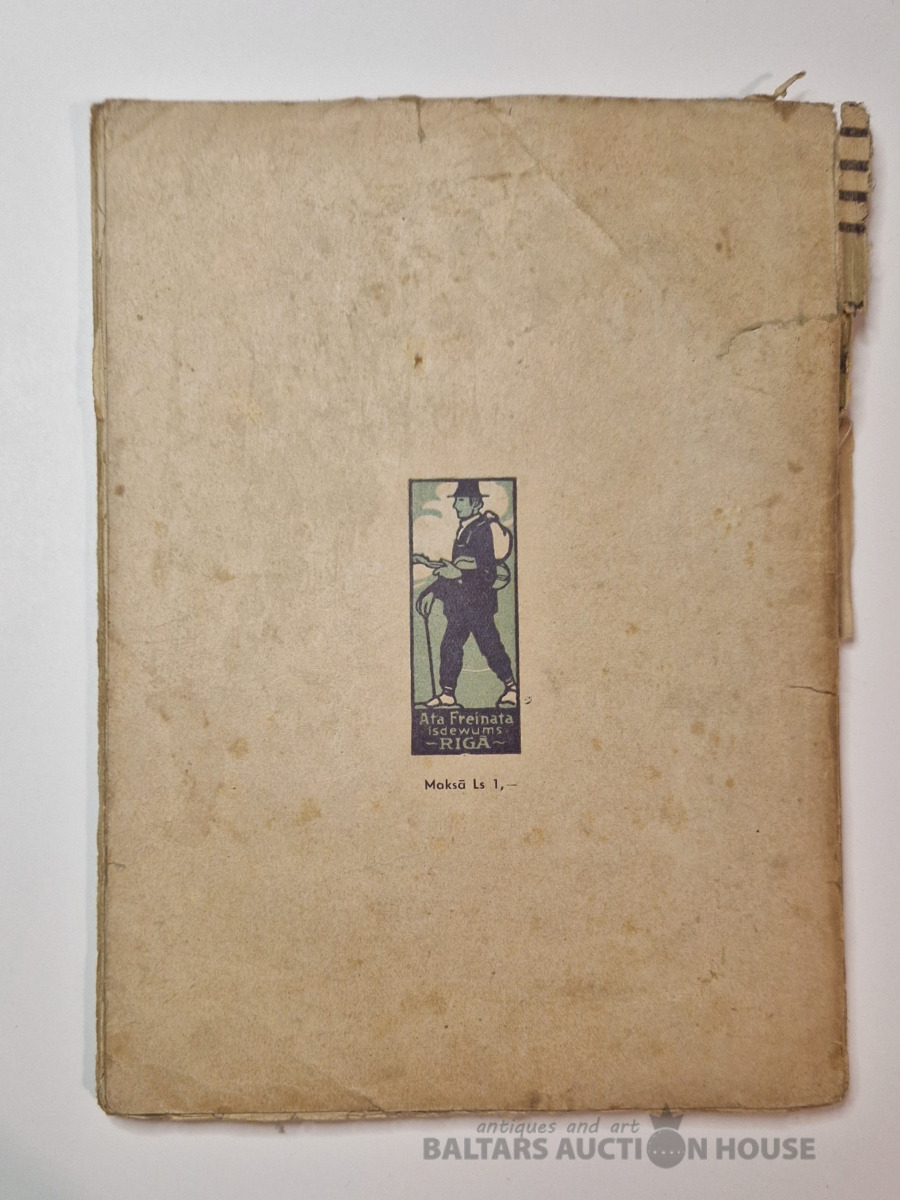 Ata Freinata
isdewums
~RIGĀ~
Maksā Ls 1,—
antiques and art
BALTARS AUCTION HOUSE